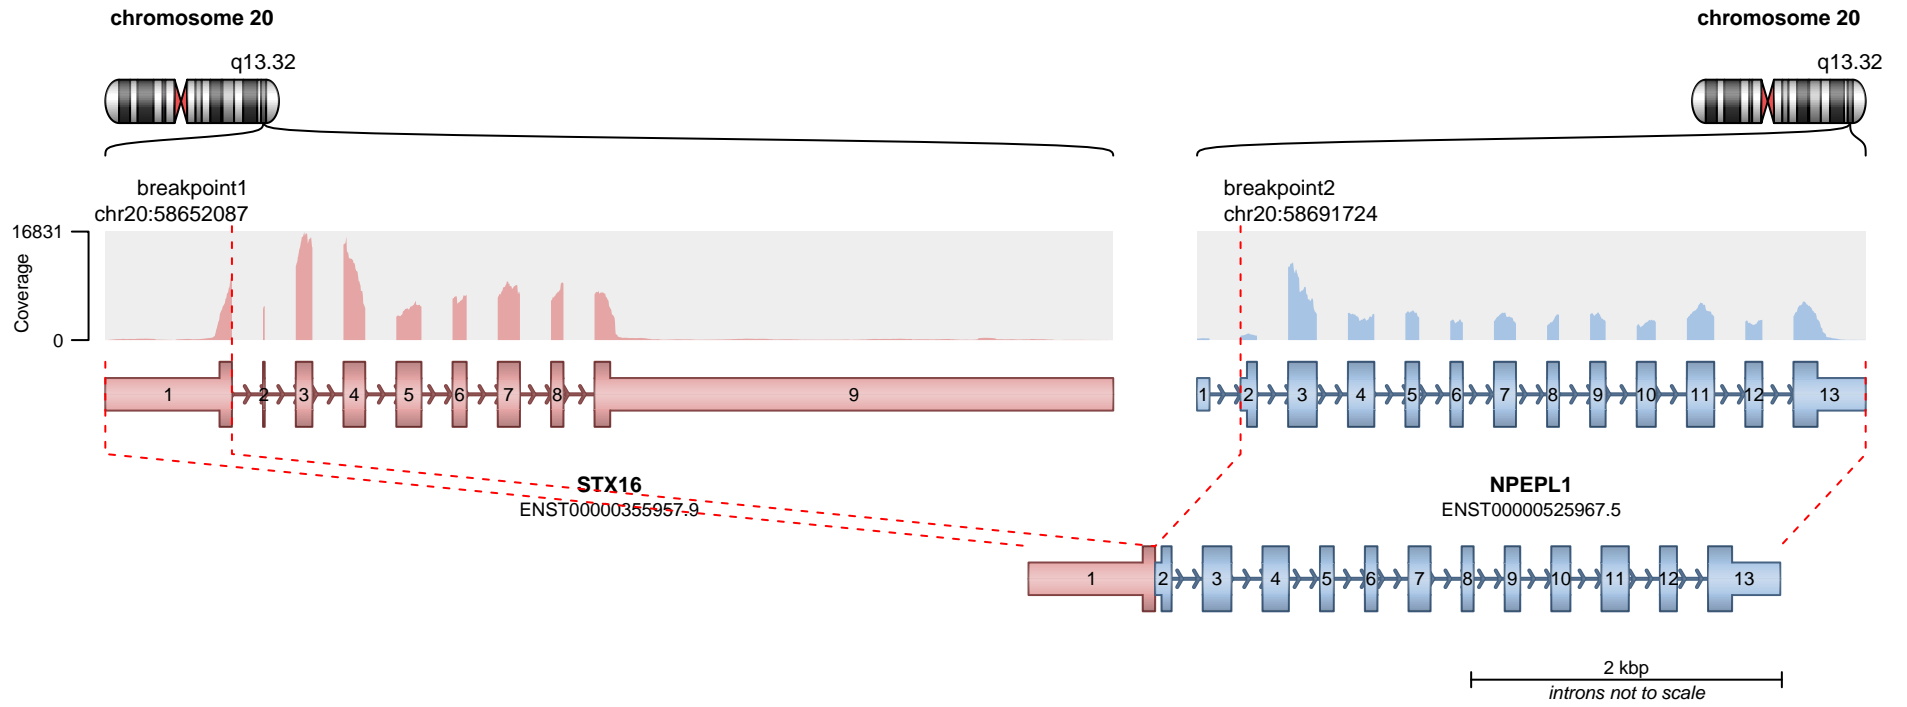 chromosome 20
chromosome 20
q13.32
q13.32
breakpoint1
chr20:58652087
breakpoint2
chr20:58691724
16831
Coverage
0
1 2 3 4 5 6 7 8 9
1 2 3 4 5 6 7 8 9 10 11 12 13
STX16
ENST00000355957.9
NPEPL1
ENST00000525967.5
1 2 3 4 5 6 7 8 9 10 11 12 13
2 kbp
introns not to scale